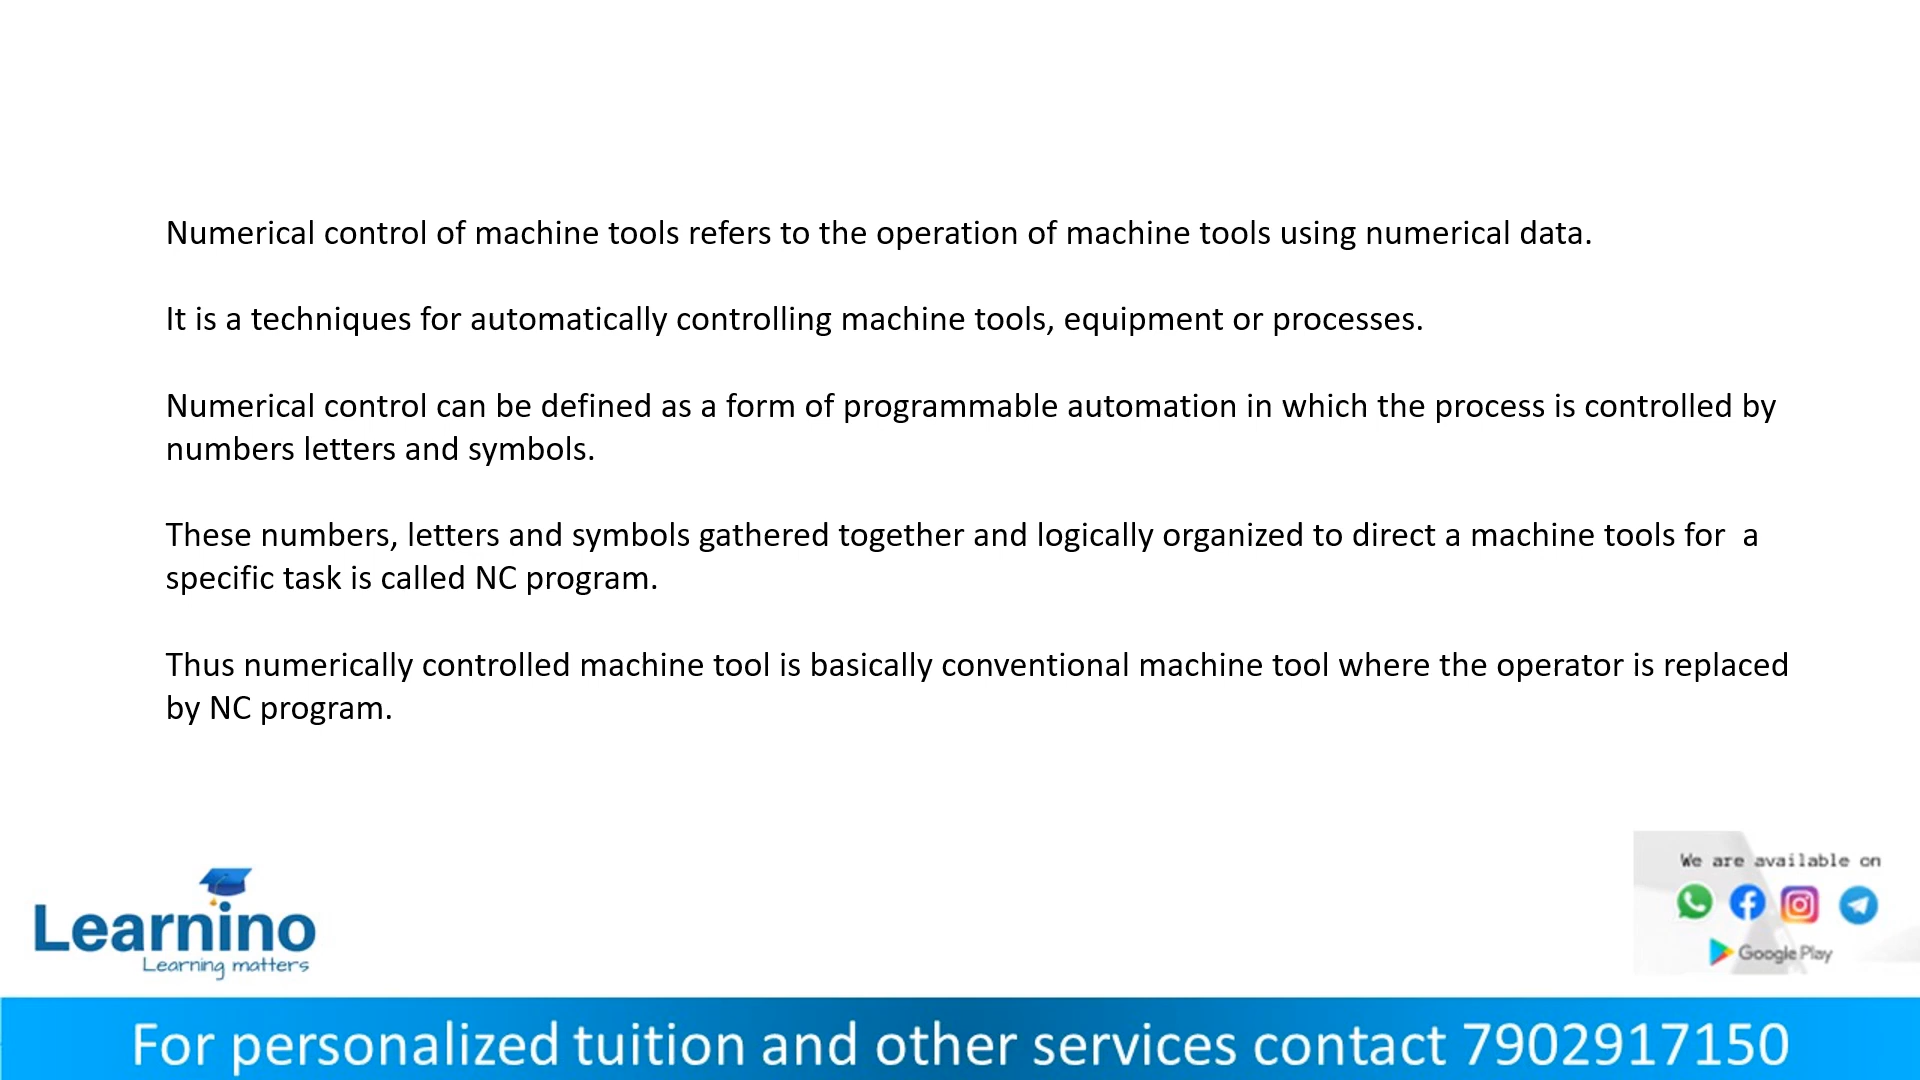 Numerical control of machine tools refers to the operation of machine tools using numerical data.
It is a techniques for automatically controlling machine tools, equipment or processes.
Numerical control can be defined as a form of programmable automation in which the process is controlled by
numbers letters and symbols.
These numbers, letters and symbols gathered together and logically organized to direct a machine tools for  a
specific task is called NC program.
Thus numerically controlled machine tool is basically conventional machine tool where the operator is replaced
by NC program.
We are available on
Learnino
Learning matters
Google Play
For personalized tuition and other services contact 7902917150